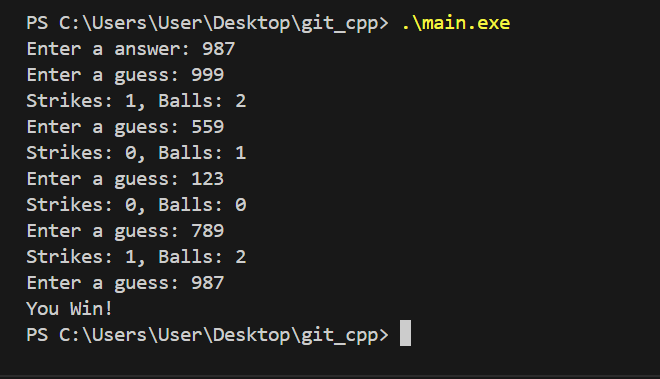 PS C:\Users\User\Desktop\git_cpp> .\main.exe
Enter a answer: 987
Enter a guess: 999
Strikes: 1, Balls: 2
Enter a guess: 559
Strikes: 0, Balls: 1
Enter a guess: 123
Strikes: 0, Balls: 0
Enter a guess: 789
Strikes: 1, Balls: 2
Enter a guess: 987
You Win!
PS C:\Users\User\Desktop\git_cpp>